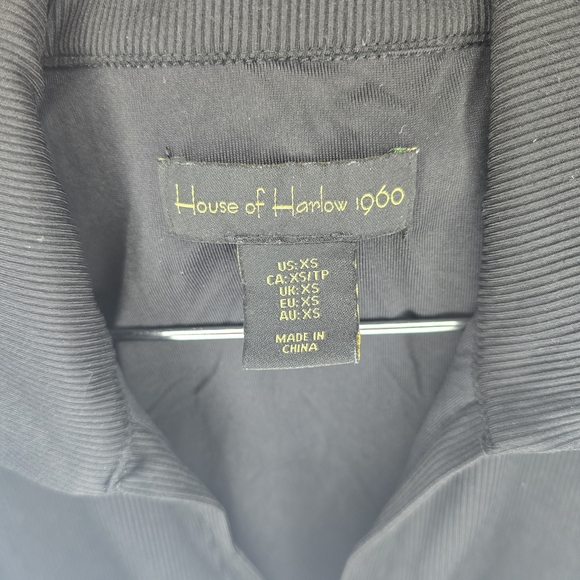 House of Harlow 1960
US: XS
CA: XS/TP
UK: XS
EU: XS
AU: XS
MADE IN
CHINA